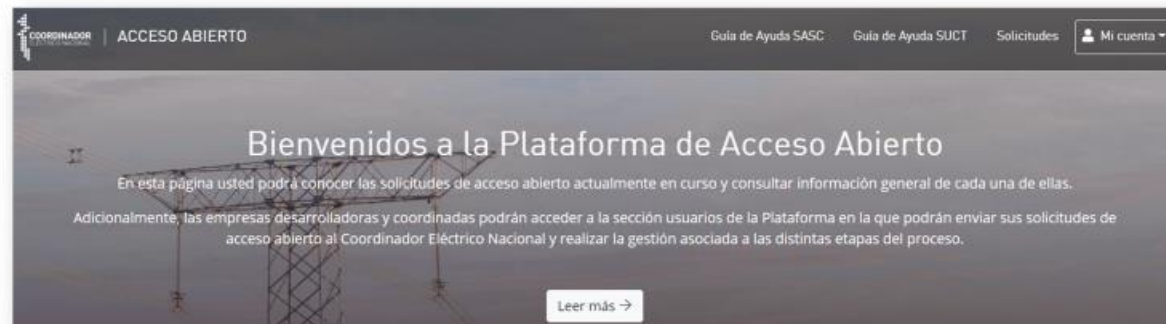 COORDINADOR
ELÉCTRICO NACIONAL
ACCESO ABIERTO
Guía de Ayuda SASC
Guía de Ayuda SUCT
Solicitudes
Mi cuenta
Bienvenidos a la Plataforma de Acceso Abierto
En esta página usted podrá conocer las solicitudes de acceso abierto actualmente en curso y consultar información general de cada una de ellas.
Adicionalmente, las empresas desarrolladoras y coordinadas podrán acceder a la sección usuarios de la Plataforma en la que podrán enviar sus solicitudes de
acceso abierto al Coordinador Eléctrico Nacional y realizar la gestión asociada a las distintas etapas del proceso.
Leer más →